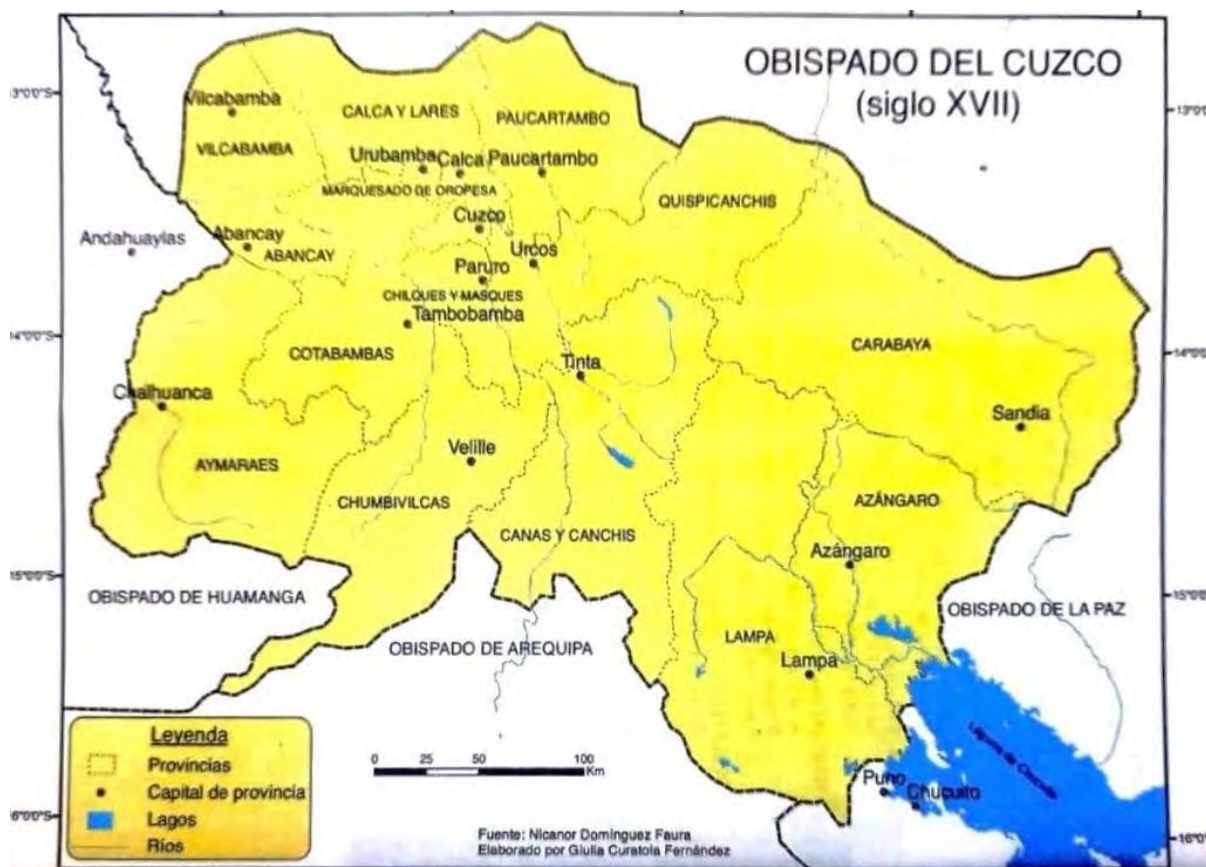 OBISPADO DEL CUZCO
(siglo XVII)
13°0'0"S
13°0'0
Vilcabamba
CALCA Y LARES
PAUCARTAMBO
VILCABAMBA
Urubamba
Calca
Paucartambo
MARQUESADO DE OROPESA
QUISPICANCHIS
Cuzco
Andahuaylas
Abancay
ABANCAY
Urcos
Paruro
CHILQUES Y MASQUES
Tambobamba
14°0'0"S
14°0'0
COTABAMBAS
CARABAYA
Tinta
Chalhuanca
Sandia
Velille
AYMARAES
CHUMBIVILCAS
AZÁNGARO
CANAS Y CANCHIS
Azángaro
15°0'0"S
15°0'0
OBISPADO DE HUAMANGA
OBISPADO DE LA PAZ
OBISPADO DE AREQUIPA
LAMPA
Lampa
Leyenda
Provincias
Capital de provincia
Lagos
Ríos
0 25 50 100
Km
Laguna de Chucuito
Puno
Chucuito
16°0'0"S
16°0'0
Fuente: Nicanor Domínguez Faura
Elaborado por Giulia Curatola Fernández